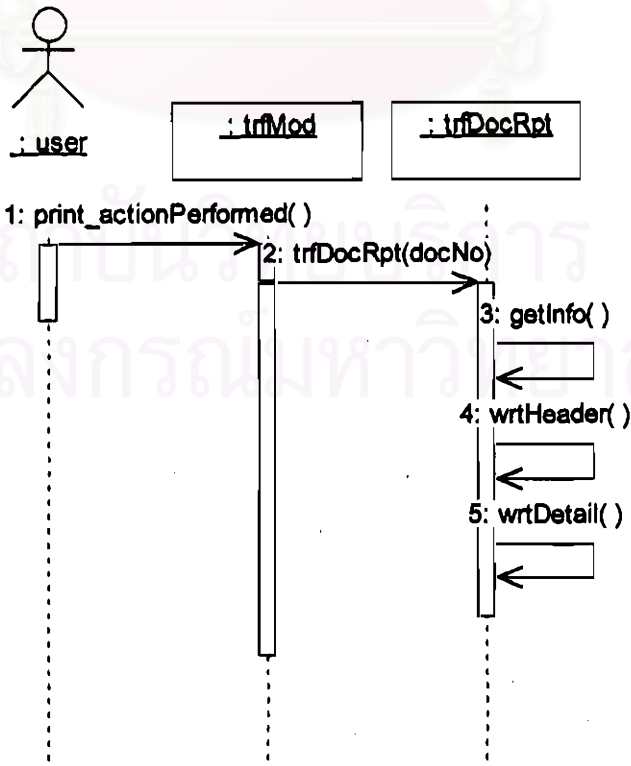 : user
: trfMod
: trfDocRpt
1: print_actionPerformed( )
2: trfDocRpt(docNo)
3: getInfo( )
4: wrtHeader( )
5: wrtDetail( )